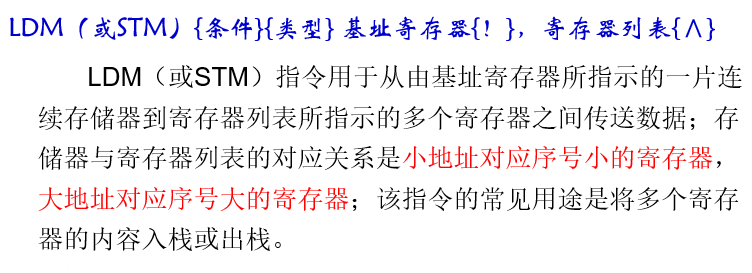 LDM（或STM）{条件}{类型} 基址寄存器{！}，寄存器列表{∧}
LDM（或STM）指令用于从由基址寄存器所指示的一片连
续存储器到寄存器列表所指示的多个寄存器之间传送数据；存
储器与寄存器列表的对应关系是小地址对应序号小的寄存器，
大地址对应序号大的寄存器；该指令的常见用途是将多个寄存
器的内容入栈或出栈。